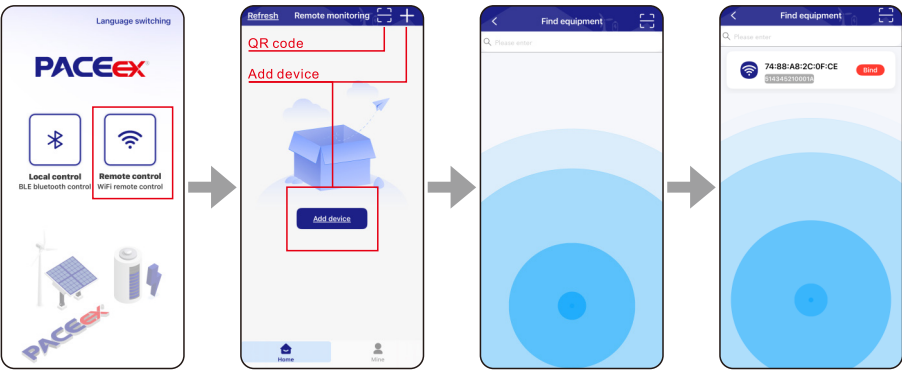 Language switching
PACEEX
Local control
BLE bluetooth control
Remote control
WiFi remote control
PACEEX
Refresh
Remote monitoring
QR code
Add device
Add device
Home
Mine
Find equipment
Please enter
Find equipment
Please enter
74:88:A8:2C:0F:CE
Bind